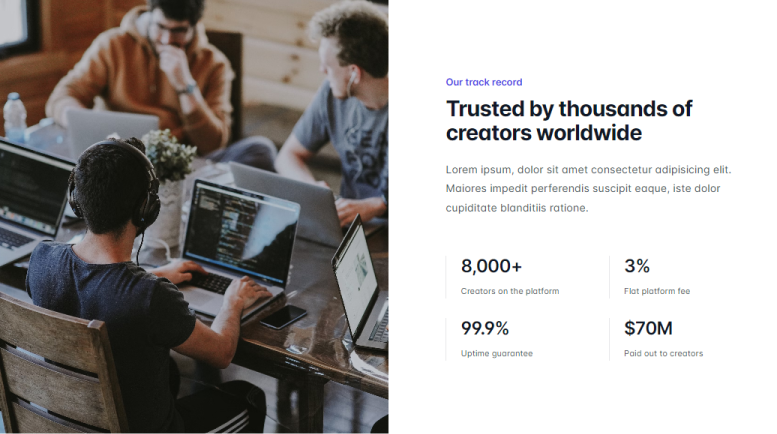 Our track record
Trusted by thousands of
creators worldwide
Lorem ipsum, dolor sit amet consectetur adipisicing elit.
Maiores impedit perferendis suscipit eaque, iste dolor
cupiditate blanditiis ratione.
8,000+
Creators on the platform
3%
Flat platform fee
99.9%
Uptime guarantee
$70M
Paid out to creators